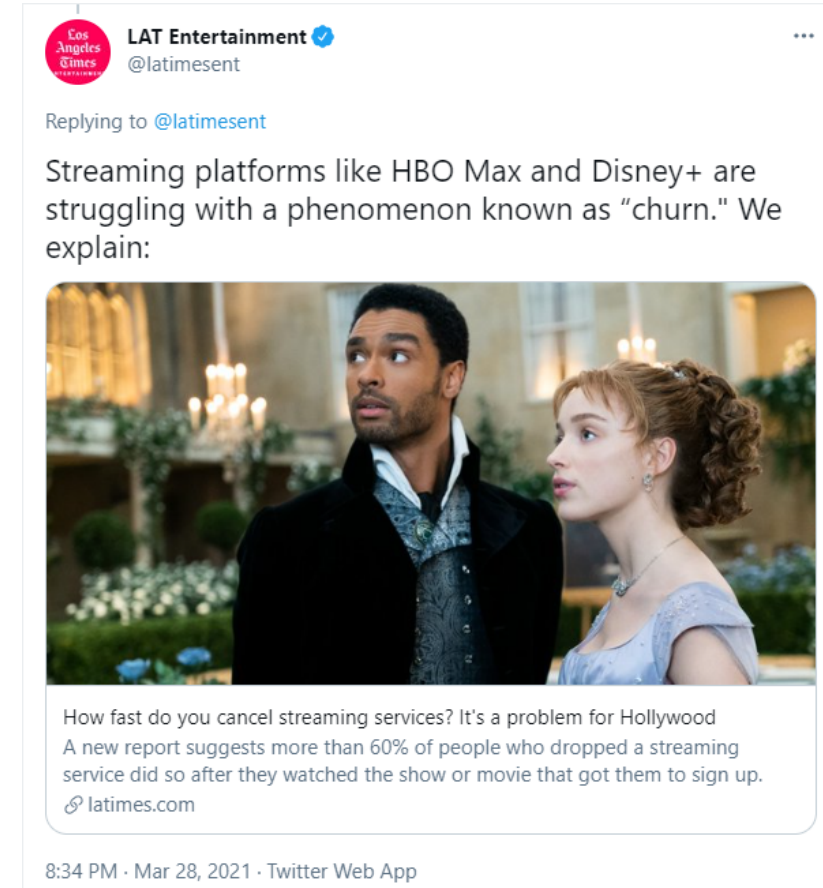 Los
Angeles
Times
ENTERTAINMENT
LAT Entertainment
@latimesent
Replying to @latimesent
Streaming platforms like HBO Max and Disney+ are
struggling with a phenomenon known as “churn." We
explain:
How fast do you cancel streaming services? It's a problem for Hollywood
A new report suggests more than 60% of people who dropped a streaming
service did so after they watched the show or movie that got them to sign up.
latimes.com
8:34 PM · Mar 28, 2021 · Twitter Web App